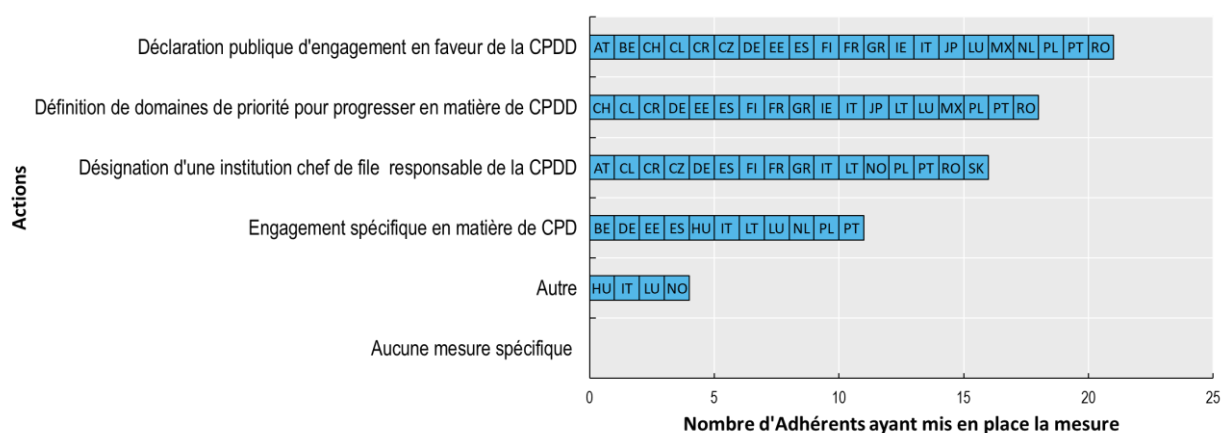 Déclaration publique d'engagement en faveur de la CPDD AT BE CH CL CR CZ DE EE ES FI FR GR IE IT JP LU MX NL PL PT RO
Définition de domaines de priorité pour progresser en matière de CPDD CH CL CR DE EE ES FI FR GR IE IT JP LT LU MX PL PT RO
Désignation d'une institution chef de file responsable de la CPDD AT CL CR CZ DE ES FI FR GR IT LT NO PL PT RO SK
Actions
Engagement spécifique en matière de CPD BE DE EE ES HU IT LT LU NL PL PT
Autre HU IT LU NO
Aucune mesure spécifique
0 5 10 15 20 25
Nombre d'Adhérents ayant mis en place la mesure